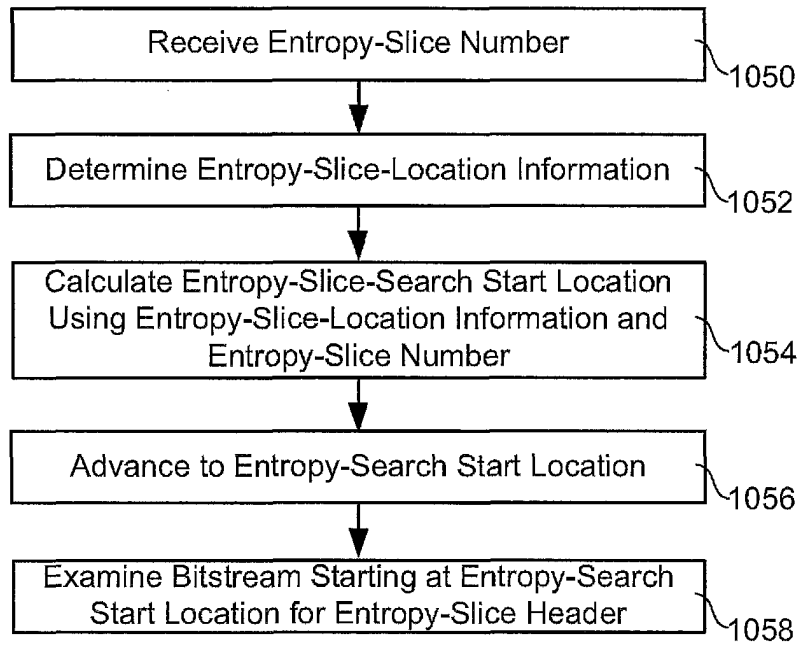 Receive Entropy-Slice Number
1050
Determine Entropy-Slice-Location Information
1052
Calculate Entropy-Slice-Search Start Location
Using Entropy-Slice-Location Information and
Entropy-Slice Number
1054
Advance to Entropy-Search Start Location
1056
Examine Bitstream Starting at Entropy-Search
Start Location for Entropy-Slice Header
1058